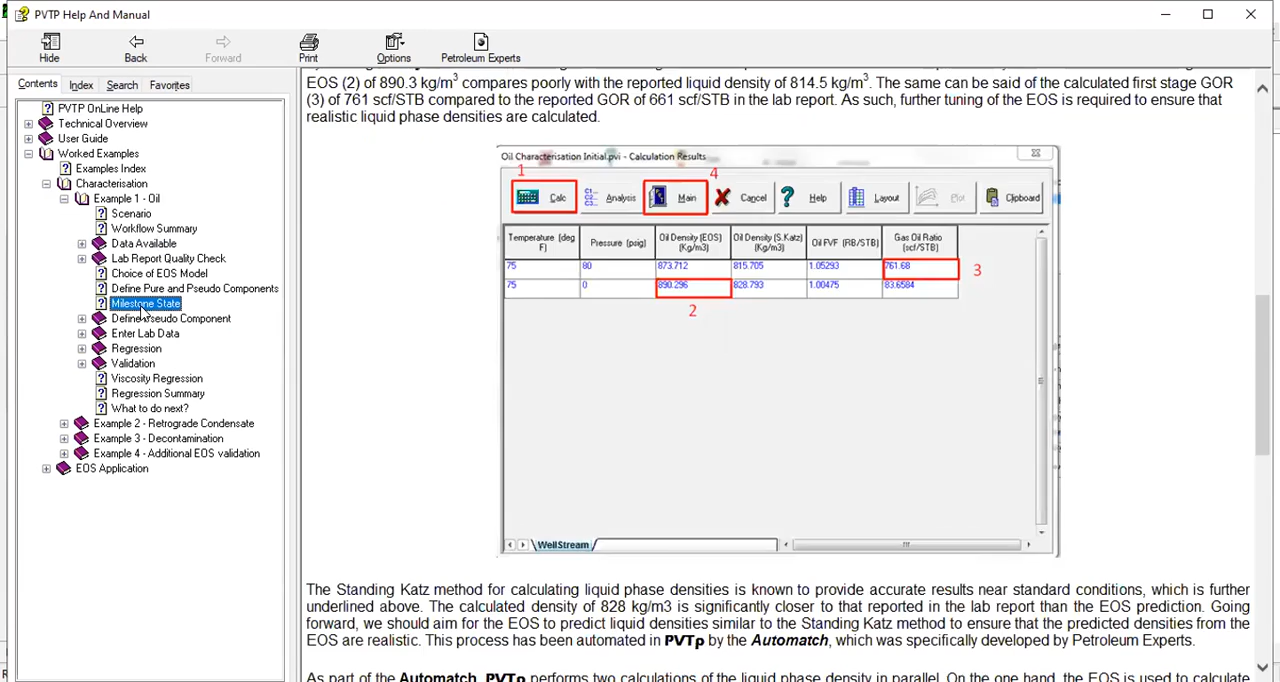 PVTP Help And Manual
Hide
Back
Forward
Print
Options
Petroleum Experts
Contents
Index
Search
Favorites
PVTP OnLine Help
Technical Overview
User Guide
Worked Examples
Examples Index
Characterisation
Example 1 - Oil
Scenario
Workflow Summary
Data Available
Lab Report Quality Check
Choice of EOS Model
Define Pure and Pseudo Components
Milestone State
Define Pseudo Component
Enter Lab Data
Regression
Validation
Viscosity Regression
Regression Summary
What to do next?
Example 2 - Retrograde Condensate
Example 3 - Decontamination
Example 4 - Additional EOS validation
EOS Application
EOS (2) of 890.3 kg/m³ compares poorly with the reported liquid density of 814.5 kg/m³. The same can be said of the calculated first stage GOR
(3) of 761 scf/STB compared to the reported GOR of 661 scf/STB in the lab report. As such, further tuning of the EOS is required to ensure that
realistic liquid phase densities are calculated.
Oil Characterisation Initial.pvi - Calculation Results
1
4
Calc
Analysis
Main
Cancel
Help
Layout
Plot
Clipboard
Temperature (deg F) Pressure (psig) Oil Density (EOS) (Kg/m3) Oil Density (S.Katz) (Kg/m3) Oil FVF (RB/STB) Gas Oil Ratio (scf/STB)
75 80 873.712 815.705 1.05293 761.68
3
75 0 890.296 828.793 1.00475 83.6584
2
WellStream
The Standing Katz method for calculating liquid phase densities is known to provide accurate results near standard conditions, which is further
underlined above. The calculated density of 828 kg/m3 is significantly closer to that reported in the lab report than the EOS prediction. Going
forward, we should aim for the EOS to predict liquid densities similar to the Standing Katz method to ensure that the predicted densities from the
EOS are realistic. This process has been automated in PVTp by the Automatch, which was specifically developed by Petroleum Experts.
As part of the Automatch, PVTp performs two calculations of the liquid phase density in parallel. On the one hand, the EOS is used to calculate